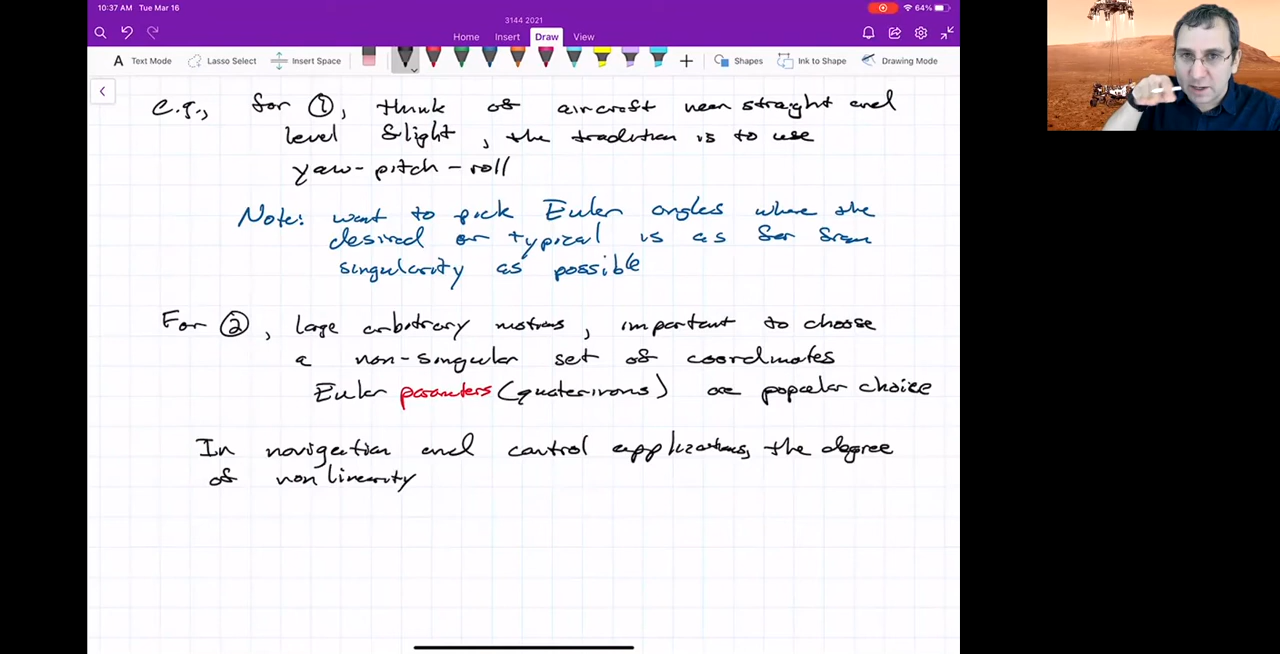 10:37 AM Tue Mar 16
64%
3144 2021
Home Insert Draw View
Text Mode Lasso Select Insert Space Shapes Ink to Shape Drawing Mode
e.g., for ①, think of aircraft near straight and
level flight, the tradition is to use
yaw-pitch-roll
Note: want to pick Euler angles where the
desired or typical is as far from
singularity as possible
For ②, large arbitrary motions, important to choose
a non-singular set of coordinates
Euler parameters (quaternions) are popular choice
In navigation and control applications, the degree
of nonlinearity